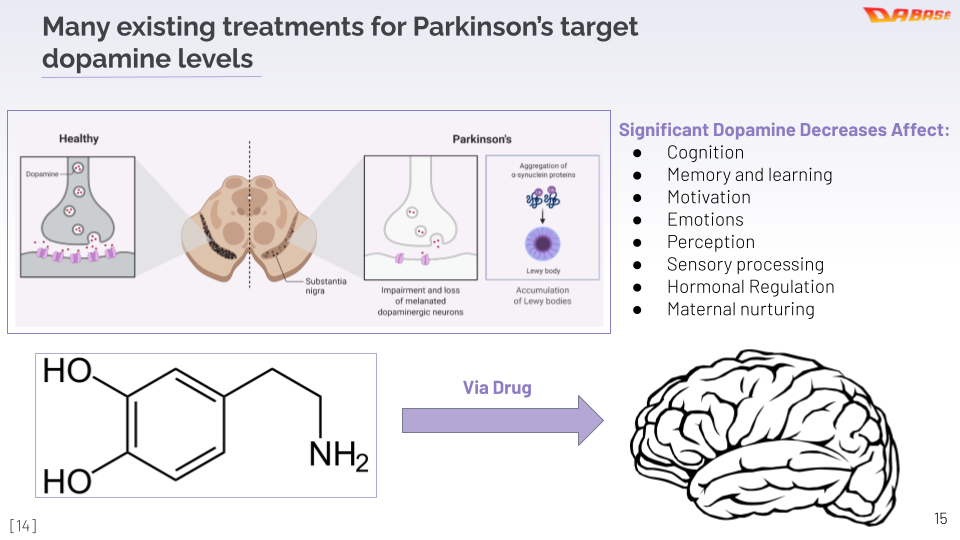 Many existing treatments for Parkinson's target
dopamine levels
DABASE
Healthy
Parkinson's
Dopamine
Aggregation of
α-synuclein proteins
Lewy body
Substantia
nigra
Impairment and loss
of melanated
dopaminergic neurons
Accumulation
of Lewy bodies
Significant Dopamine Decreases Affect:
● Cognition
● Memory and learning
● Motivation
● Emotions
● Perception
● Sensory processing
● Hormonal Regulation
● Maternal nurturing
HO
HO
NH2
Via Drug
[14]
15